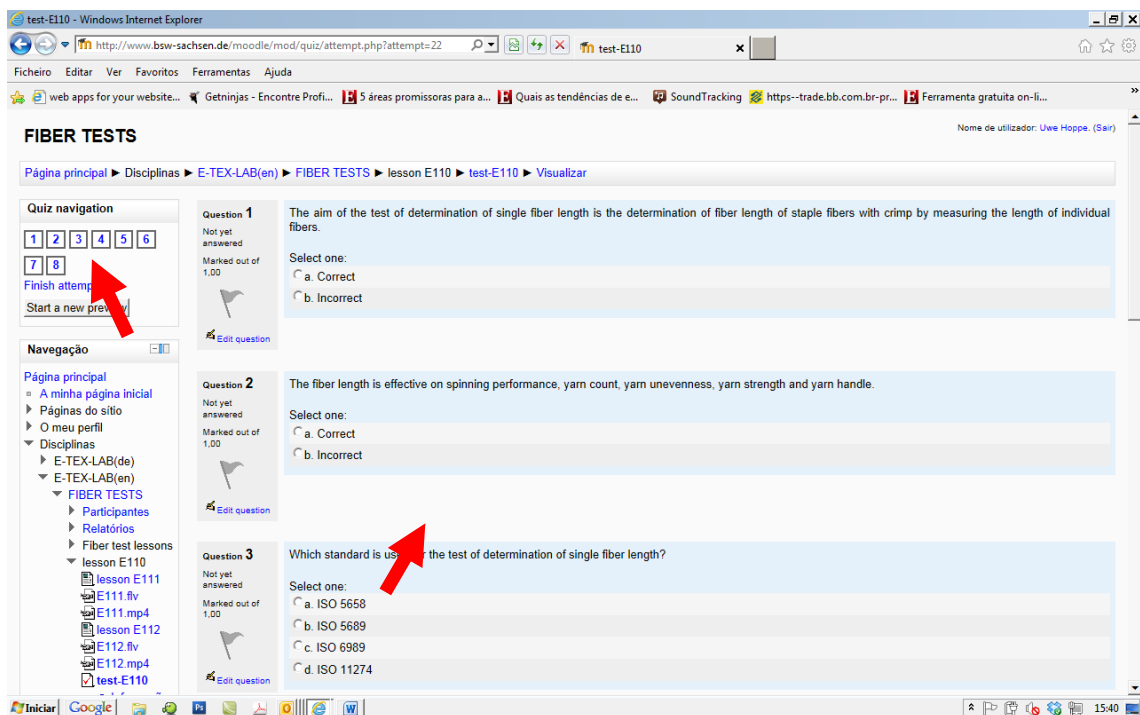 test-E110 - Windows Internet Explorer
http://www.bsw-sachsen.de/moodle/mod/quiz/attempt.php?attempt=22
test-E110
Ficheiro Editar Ver Favoritos Ferramentas Ajuda
web apps for your website... Getninjas - Encontre Profi... 5 áreas promissoras para a... Quais as tendências de e... SoundTracking https--trade.bb.com.br-pr... Ferramenta gratuita on-li...
FIBER TESTS
Nome de utilizador: Uwe Hoppe. (Sair)
Página principal ► Disciplinas ► E-TEX-LAB(en) ► FIBER TESTS ► lesson E110 ► test-E110 ► Visualizar
Quiz navigation
1 2 3 4 5 6
7 8
Finish
Start a new
Navegação
Página principal
A minha página inicial
Páginas do sítio
O meu perfil
Disciplinas
E-TEX-LAB(de)
E-TEX-LAB(en)
FIBER TESTS
Participantes
Relatórios
Fiber test lessons
lesson E110
lesson E111
E111.flv
E111.mp4
lesson E112
E112.flv
E112.mp4
test-E110
Question 1
Not yet
answered
Marked out of
1,00
Edit question
The aim of the test of determination of single fiber length is the determination of fiber length of staple fibers with crimp by measuring the length of individual
fibers.
Select one:
a. Correct
b. Incorrect
Question 2
Not yet
answered
Marked out of
1,00
Edit question
The fiber length is effective on spinning performance, yarn count, yarn unevenness, yarn strength and yarn handle.
Select one:
a. Correct
b. Incorrect
Question 3
Not yet
answered
Marked out of
1,00
Edit question
Which standard is the test of determination of single fiber length?
Select one:
a. ISO 5658
b. ISO 5689
c. ISO 6989
d. ISO 11274
Iniciar Google 15:40